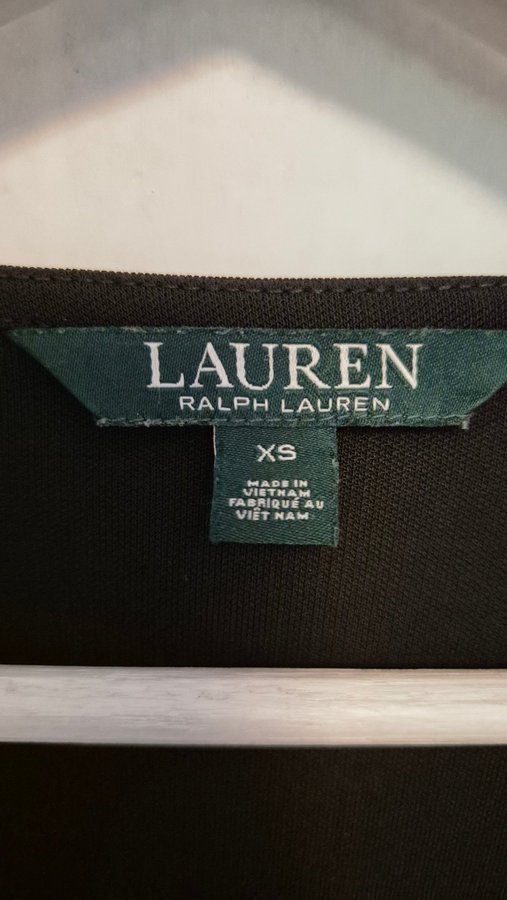 LAUREN
RALPH LAUREN
XS
MADE IN
VIETNAM
FABRIQUÉ AU
VIÊT NAM